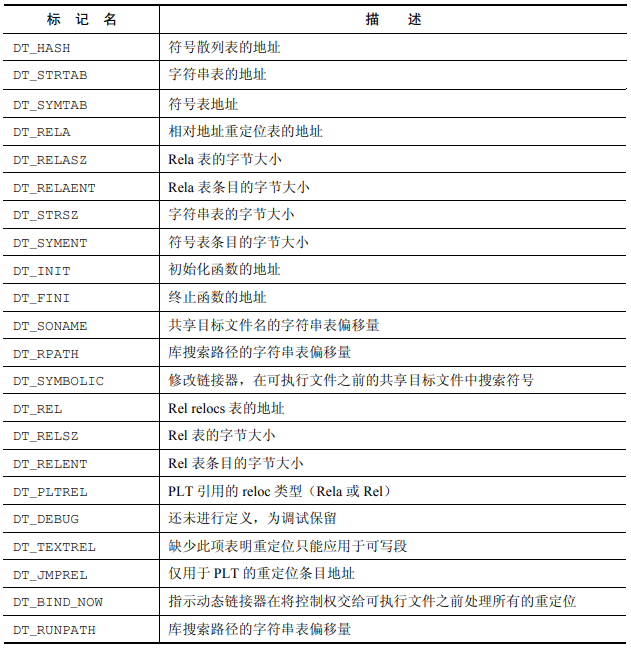 标 记 名 描 述
DT_HASH 符号散列表的地址
DT_STRTAB 字符串表的地址
DT_SYMTAB 符号表地址
DT_RELA 相对地址重定位表的地址
DT_RELASZ Rela 表的字节大小
DT_RELAENT Rela 表条目的字节大小
DT_STRSZ 字符串表的字节大小
DT_SYMENT 符号表条目的字节大小
DT_INIT 初始化函数的地址
DT_FINI 终止函数的地址
DT_SONAME 共享目标文件名的字符串表偏移量
DT_RPATH 库搜索路径的字符串表偏移量
DT_SYMBOLIC 修改链接器，在可执行文件之前的共享目标文件中搜索符号
DT_REL Rel relocs 表的地址
DT_RELSZ Rel 表的字节大小
DT_RELENT Rel 表条目的字节大小
DT_PLTREL PLT 引用的 reloc 类型（Rela 或 Rel）
DT_DEBUG 还未进行定义，为调试保留
DT_TEXTREL 缺少此项表明重定位只能应用于可写段
DT_JMPREL 仅用于 PLT 的重定位条目地址
DT_BIND_NOW 指示动态链接器在将控制权交给可执行文件之前处理所有的重定位
DT_RUNPATH 库搜索路径的字符串表偏移量